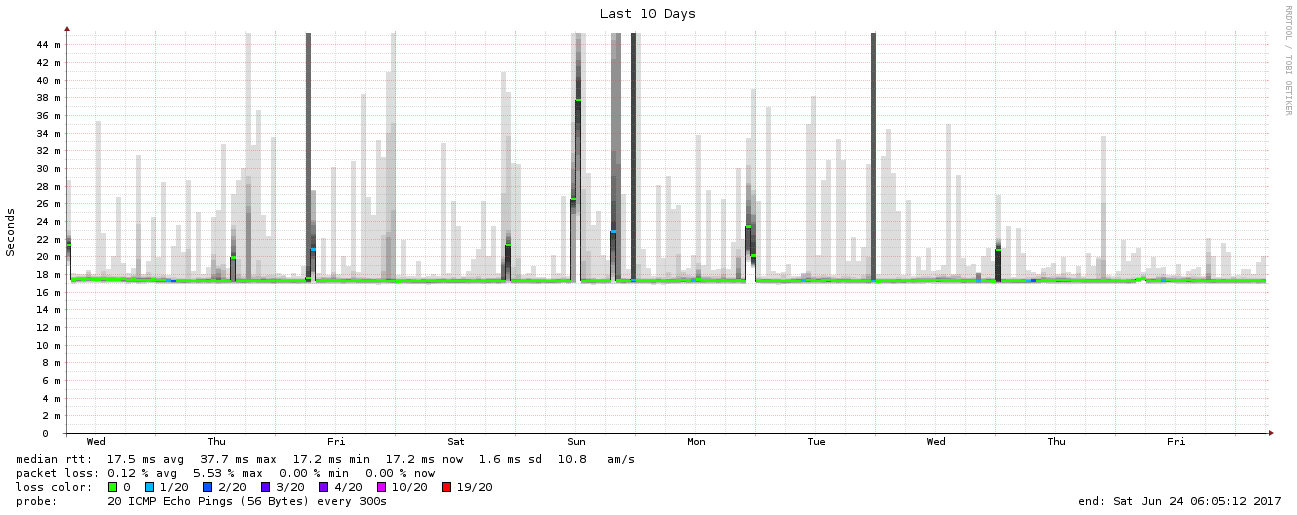 Last 10 Days
RRDTOOL / TOBI OETIKER
Seconds
44 m
42 m
40 m
38 m
36 m
34 m
32 m
30 m
28 m
26 m
24 m
22 m
20 m
18 m
16 m
14 m
12 m
10 m
8 m
6 m
4 m
2 m
0
Wed Thu Fri Sat Sun Mon Tue Wed Thu Fri
median rtt: 17.5 ms avg 37.7 ms max 17.2 ms min 17.2 ms now 1.6 ms sd 10.8 am/s
packet loss: 0.12 % avg 5.53 % max 0.00 % min 0.00 % now
loss color: 0 1/20 2/20 3/20 4/20 10/20 19/20
probe: 20 ICMP Echo Pings (56 Bytes) every 300s end: Sat Jun 24 06:05:12 2017